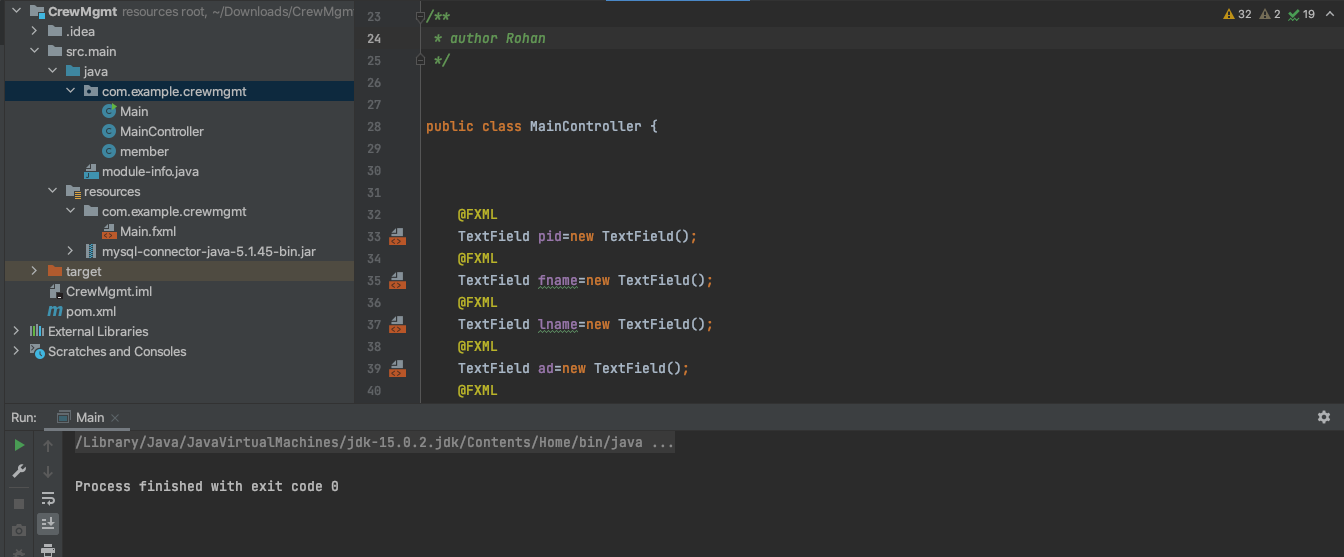 CrewMgmt resources root, ~/Downloads/CrewMgmt
.idea
src.main
java
com.example.crewmgmt
Main
MainController
member
module-info.java
resources
com.example.crewmgmt
Main.fxml
mysql-connector-java-5.1.45-bin.jar
target
CrewMgmt.iml
pom.xml
External Libraries
Scratches and Consoles
32 2 19
23 /**
24 * author Rohan
25 */
26
27
28 public class MainController {
29
30
31
32 @FXML
33 TextField pid=new TextField();
34 @FXML
35 TextField fname=new TextField();
36 @FXML
37 TextField lname=new TextField();
38 @FXML
39 TextField ad=new TextField();
40 @FXML
Run: Main
/Library/Java/JavaVirtualMachines/jdk-15.0.2.jdk/Contents/Home/bin/java ...
Process finished with exit code 0